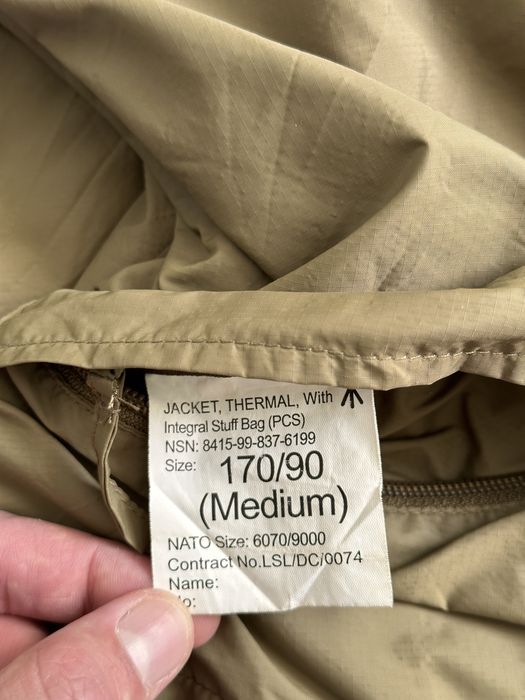 JACKET, THERMAL, With
Integral Stuff Bag (PCS)
NSN: 8415-99-837-6199
Size: 170/90
(Medium)
NATO Size: 6070/9000
Contract No.LSL/DC/0074
Name:
No: